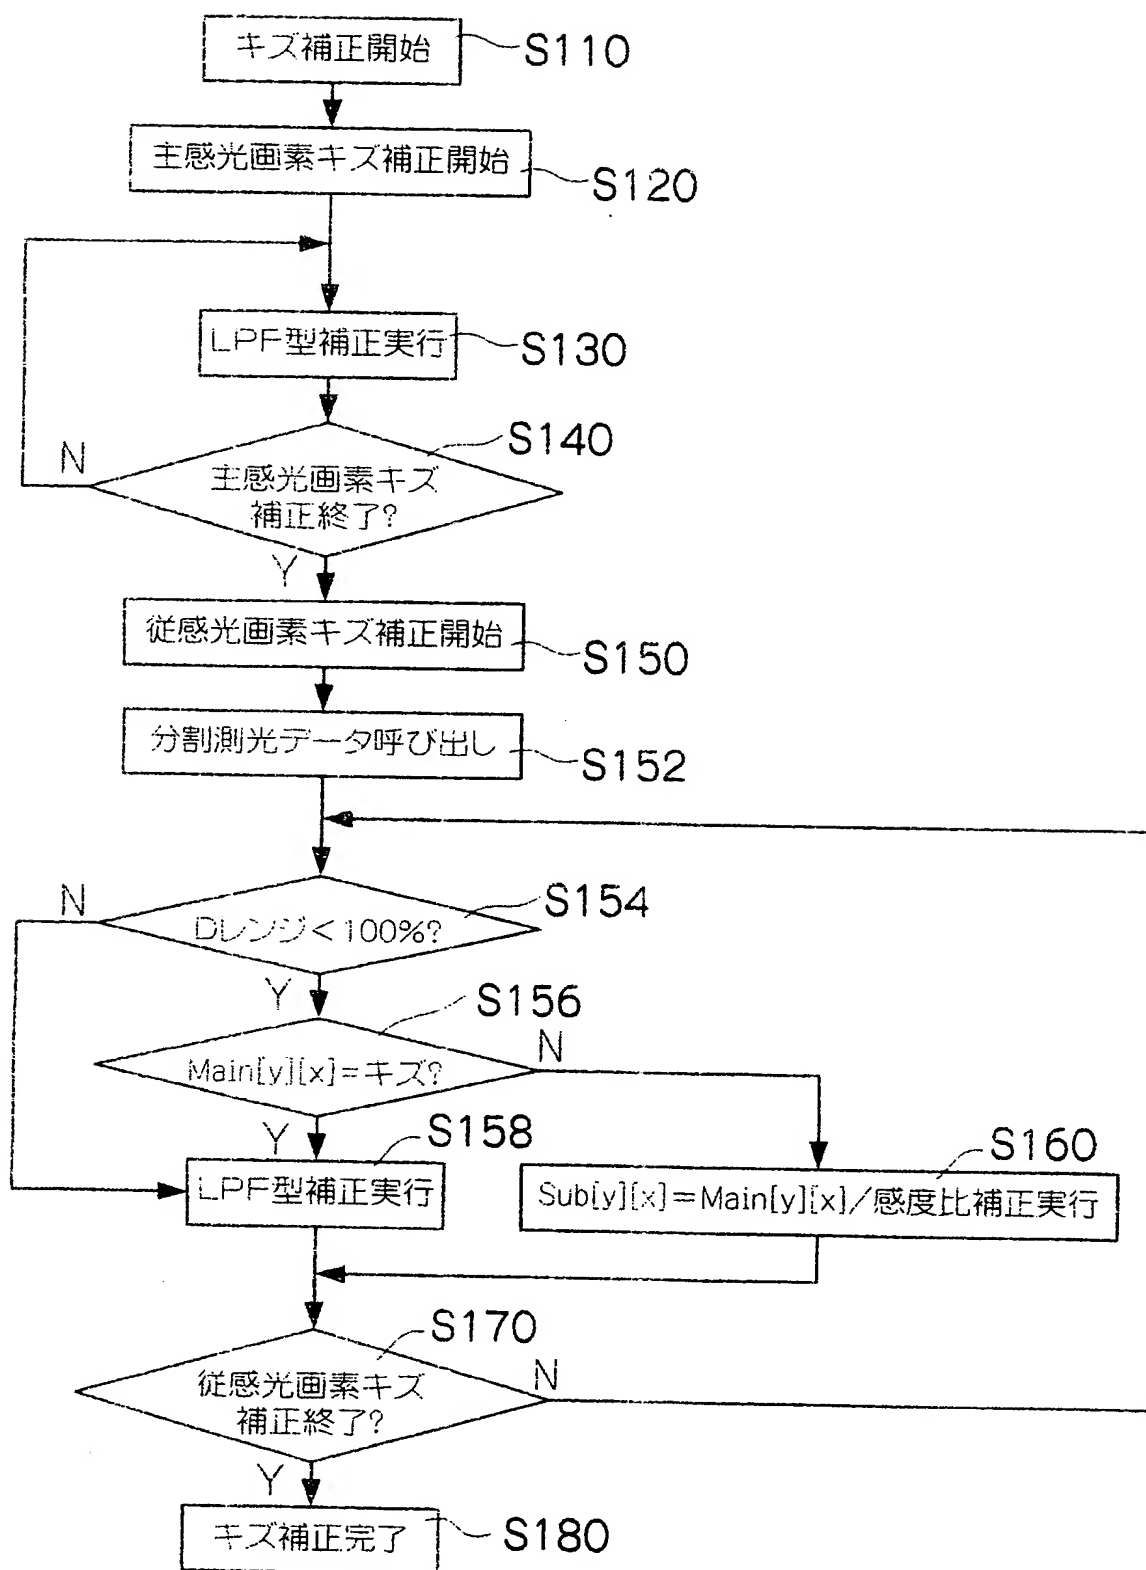 キズ補正開始
S110
主感光画素キズ補正開始
S120
LPF型補正実行
S130
S140
N
主感光画素キズ
補正終了?
Y
従感光画素キズ補正開始
S150
分割測光データ呼び出し
S152
N
S154
Dレンジ<100%?
Y
S156
N
Main[y][x]=キズ?
Y
S158
S160
LPF型補正実行
Sub[y][x]=Main[y][x]/感度比補正実行
S170
N
従感光画素キズ
補正終了?
Y
キズ補正完了
S180